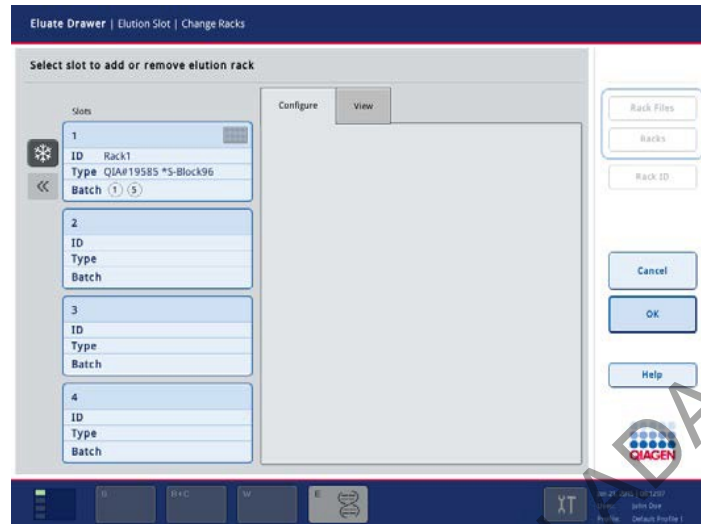 Eluate Drawer | Elution Slot | Change Racks
Select slot to add or remove elution rack
Slots
1
ID Rack1
Type QIA#19585 *S-Block96
Batch 1 5
2
ID
Type
Batch
3
ID
Type
Batch
4
ID
Type
Batch
Configure
View
Rack Files
Racks
Rack ID
Cancel
OK
Help
QIAGEN
S
B+C
W
E
John Doe
Default Profile 1